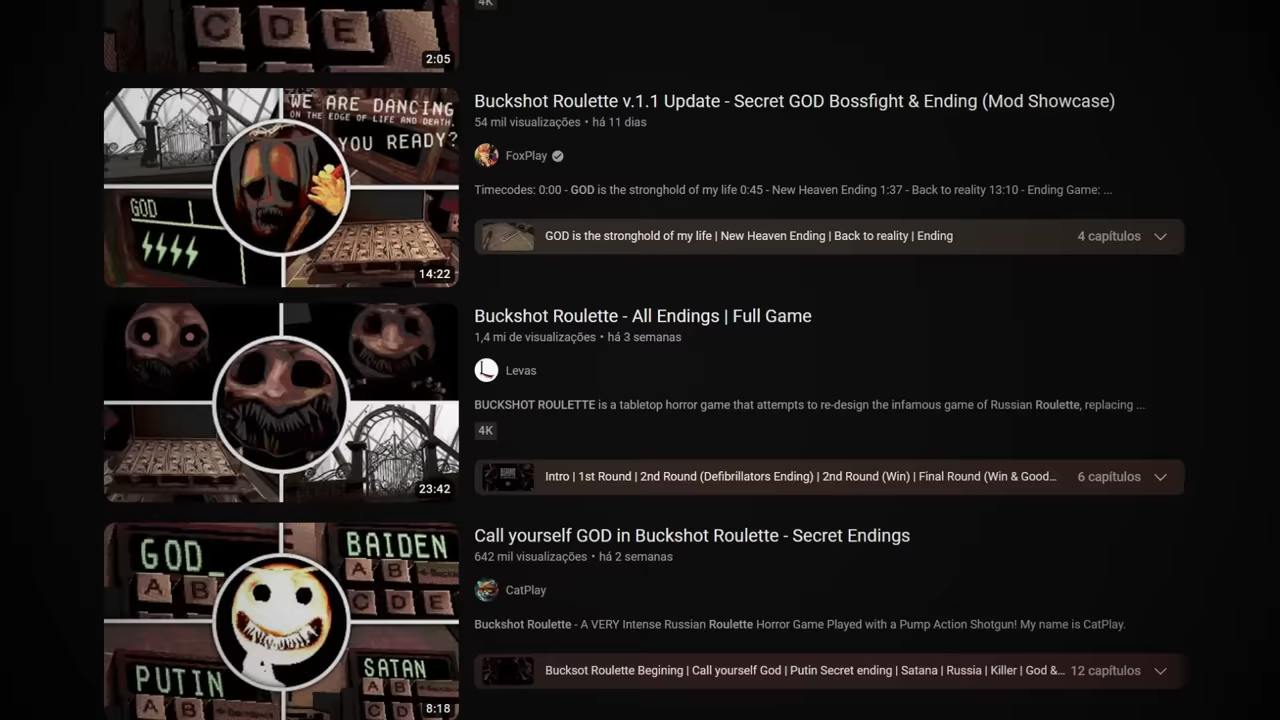 4K
C D E
2:05
WE ARE DANCING
ON THE EDGE OF LIFE AND DEATH.
YOU READY?
GOD
14:22
Buckshot Roulette v.1.1 Update - Secret GOD Bossfight & Ending (Mod Showcase)
54 mil visualizações • há 11 dias
FoxPlay
Timecodes: 0:00 - GOD is the stronghold of my life 0:45 - New Heaven Ending 1:37 - Back to reality 13:10 - Ending Game: ...
GOD is the stronghold of my life | New Heaven Ending | Back to reality | Ending
4 capítulos
23:42
Buckshot Roulette - All Endings | Full Game
1,4 mi de visualizações • há 3 semanas
Levas
BUCKSHOT ROULETTE is a tabletop horror game that attempts to re-design the infamous game of Russian Roulette, replacing ...
4K
Intro | 1st Round | 2nd Round (Defibrillators Ending) | 2nd Round (Win) | Final Round (Win & Good...
6 capítulos
GOD_
A B
BAIDEN
A B
C D E
PUTIN
A B
SATAN
A B
C D
8:18
Call yourself GOD in Buckshot Roulette - Secret Endings
642 mil visualizações • há 2 semanas
CatPlay
Buckshot Roulette - A VERY Intense Russian Roulette Horror Game Played with a Pump Action Shotgun! My name is CatPlay.
Bucksot Roulette Begining | Call yourself God | Putin Secret ending | Satana | Russia | Killer | God &...
12 capítulos